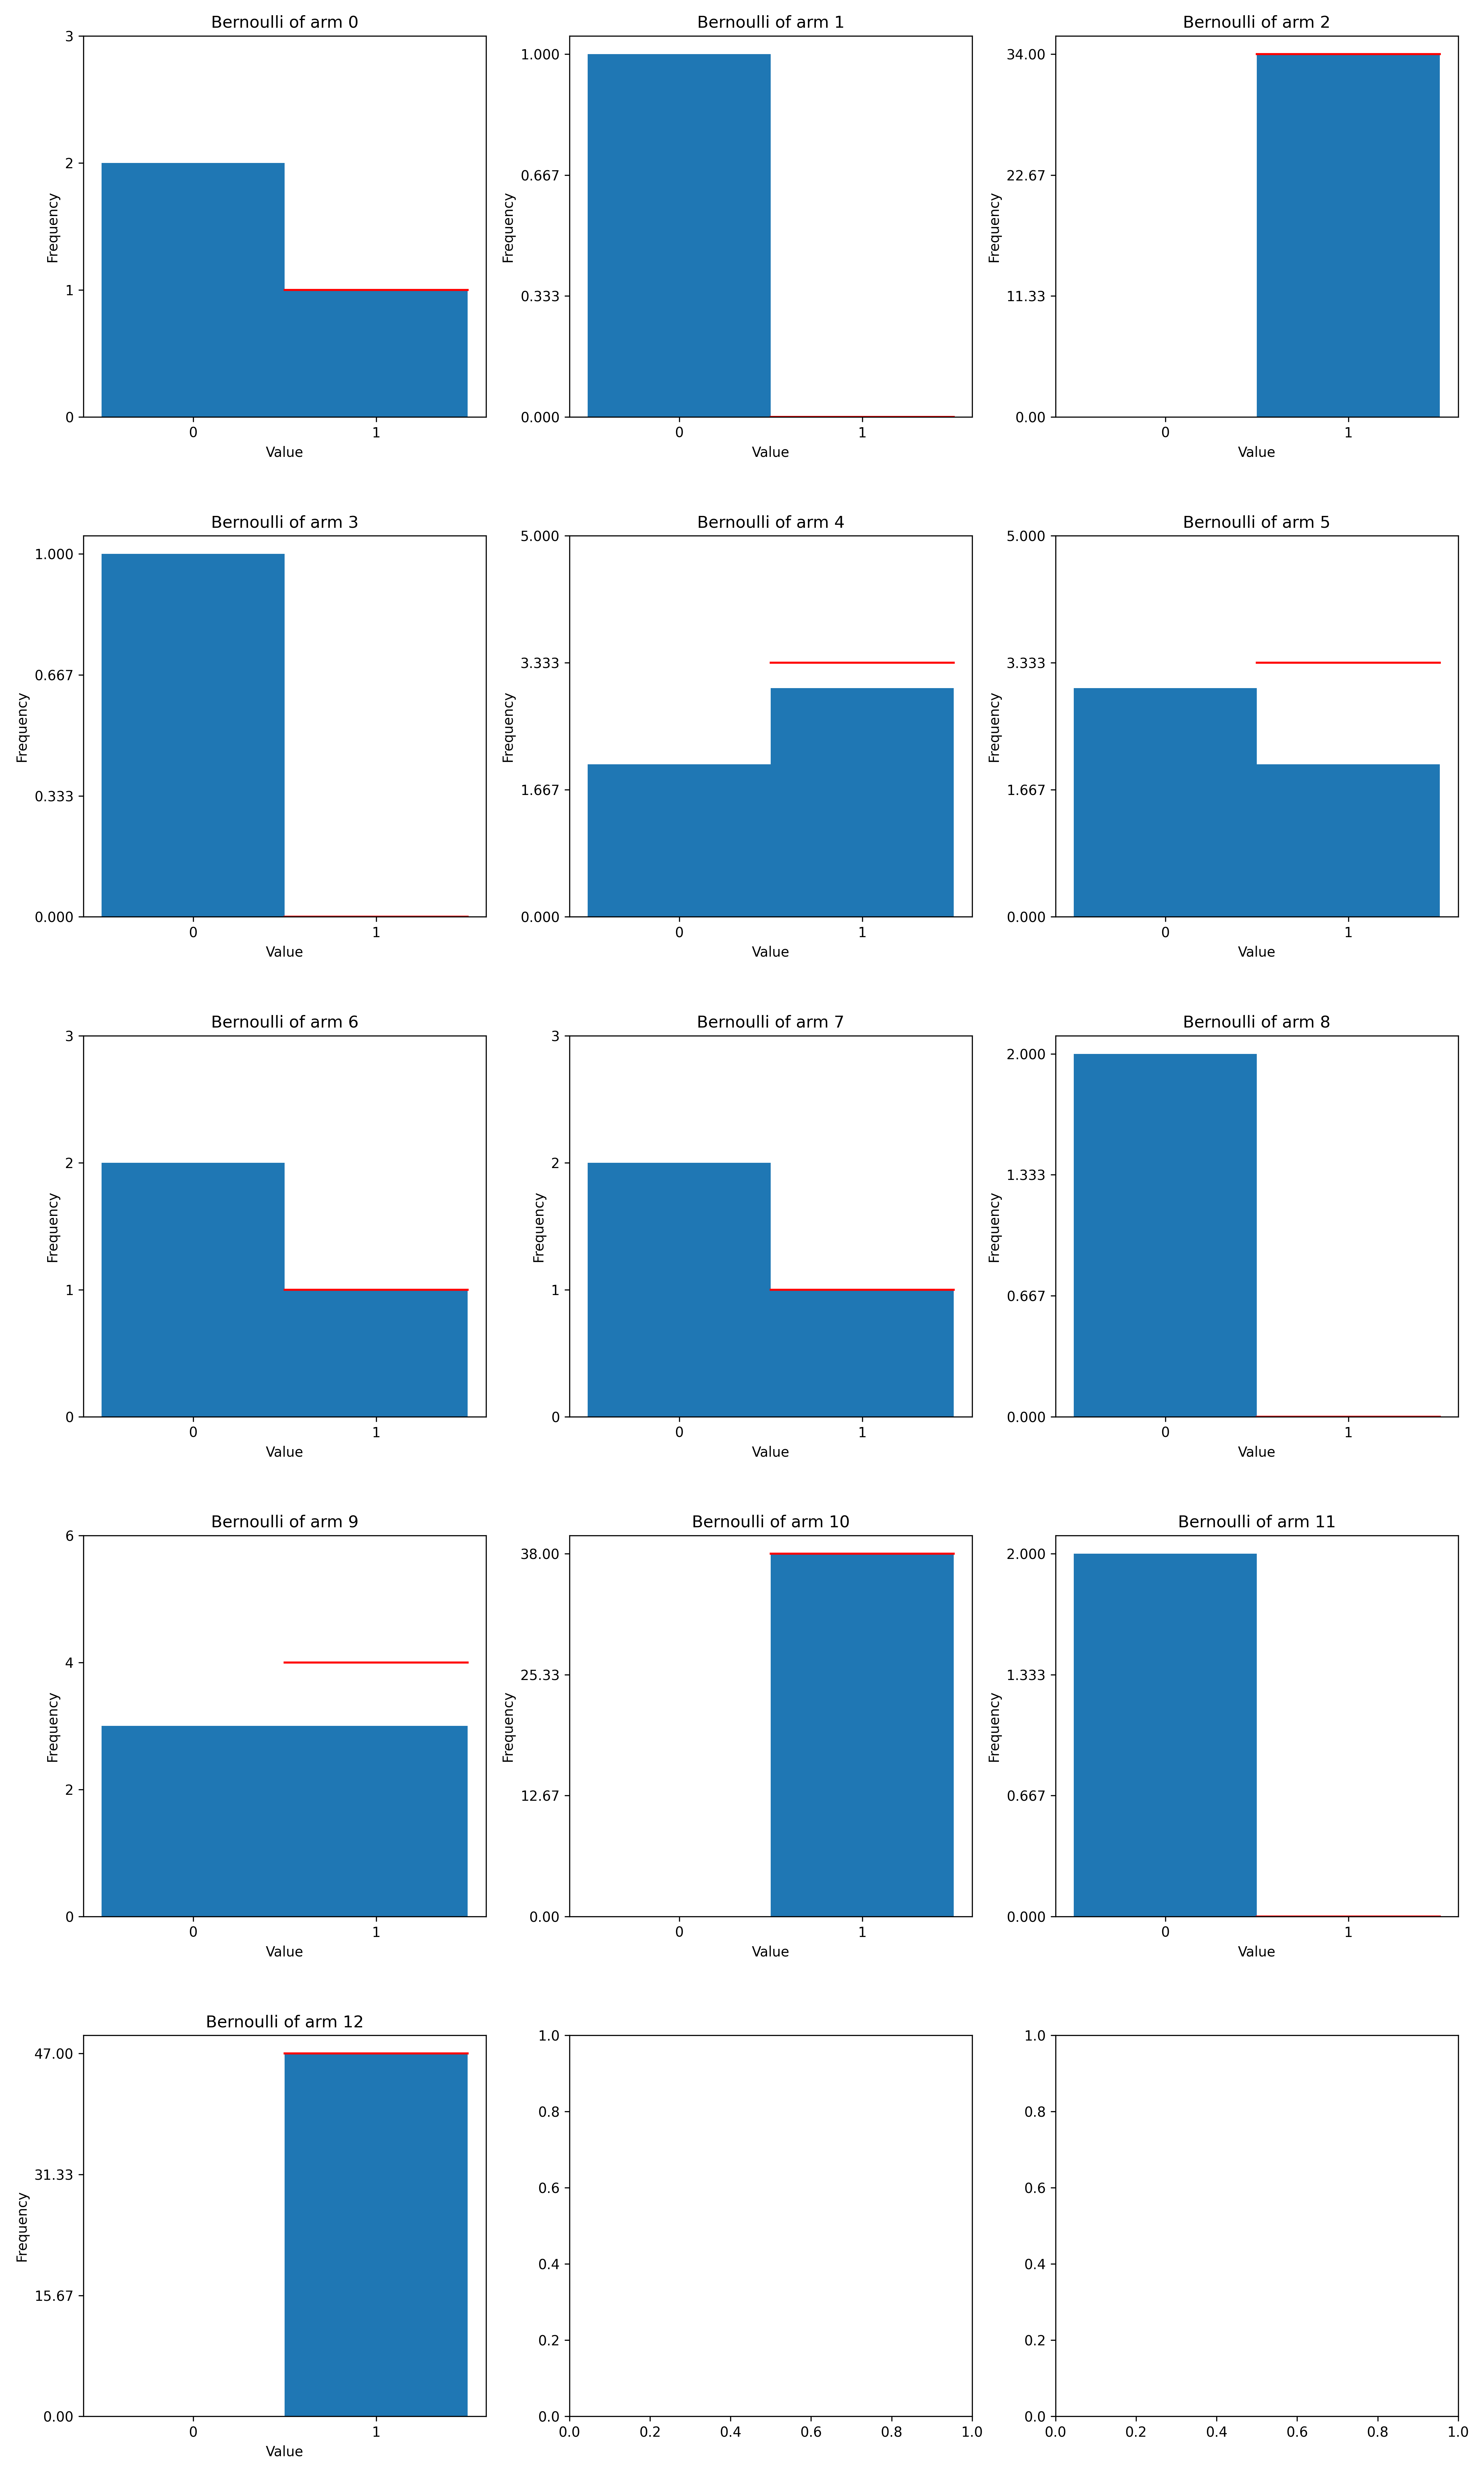 Bernoulli of arm 0
3
2
1
0
Frequency
0 1
Value
Bernoulli of arm 1
1.000
0.667
0.333
0.000
Frequency
0 1
Value
Bernoulli of arm 2
34.00
22.67
11.33
0.00
Frequency
0 1
Value
Bernoulli of arm 3
1.000
0.667
0.333
0.000
Frequency
0 1
Value
Bernoulli of arm 4
5.000
3.333
1.667
0.000
Frequency
0 1
Value
Bernoulli of arm 5
5.000
3.333
1.667
0.000
Frequency
0 1
Value
Bernoulli of arm 6
3
2
1
0
Frequency
0 1
Value
Bernoulli of arm 7
3
2
1
0
Frequency
0 1
Value
Bernoulli of arm 8
2.000
1.333
0.667
0.000
Frequency
0 1
Value
Bernoulli of arm 9
6
4
2
0
Frequency
0 1
Value
Bernoulli of arm 10
38.00
25.33
12.67
0.00
Frequency
0 1
Value
Bernoulli of arm 11
2.000
1.333
0.667
0.000
Frequency
0 1
Value
Bernoulli of arm 12
47.00
31.33
15.67
0.00
Frequency
0 1
Value
1.0
0.8
0.6
0.4
0.2
0.0
0.0 0.2 0.4 0.6 0.8 1.0
1.0
0.8
0.6
0.4
0.2
0.0
0.0 0.2 0.4 0.6 0.8 1.0